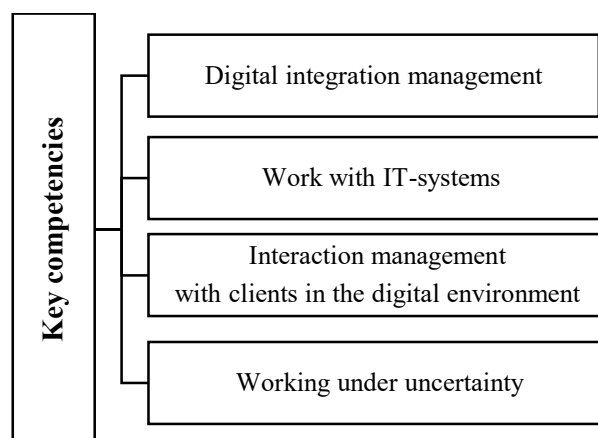 Key competencies
Digital integration management
Work with IT-systems
Interaction management
with clients in the digital environment
Working under uncertainty